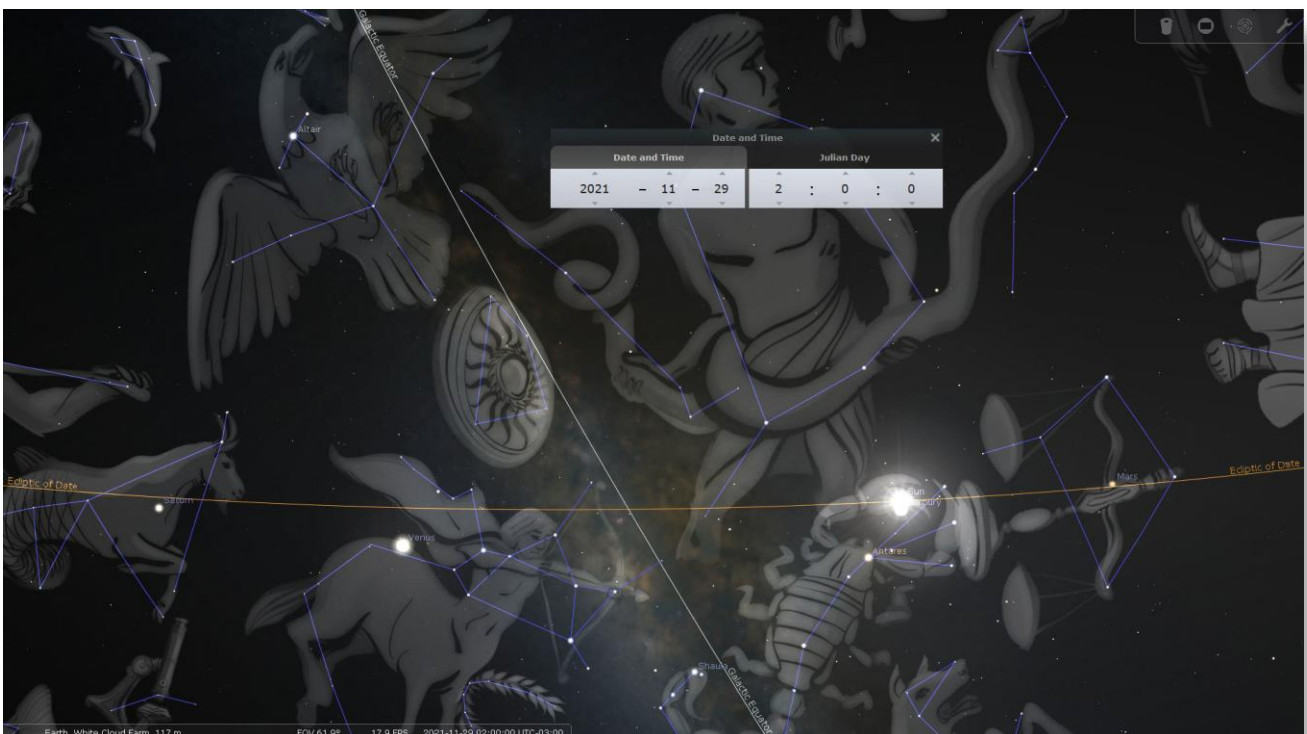 Galactic Equator
Altair
Date and Time
Date and Time Julian Day
2021 – 11 – 29 2 : 0 : 0
Ecliptic of Date
Ecliptic of Date
Saturn
Mars
Sun
Venus
Antares
Shaula
Galactic Equator
Earth, White Cloud Farm, 117 m FOV 61.9° 17.9 FPS 2021-11-29 02:00:00 UTC-03:00